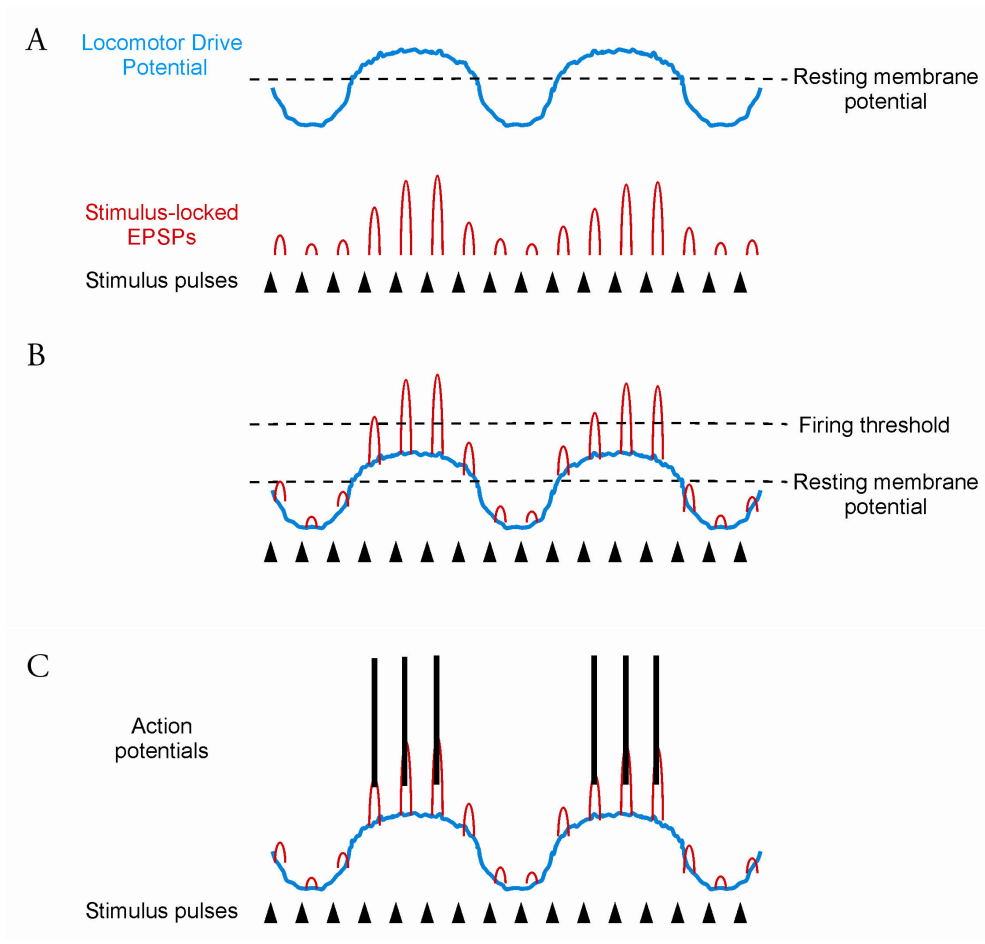 A
Locomotor Drive
Potential
Resting membrane
potential
Stimulus-locked
EPSPs
Stimulus pulses
B
Firing threshold
Resting membrane
potential
C
Action
potentials
Stimulus pulses